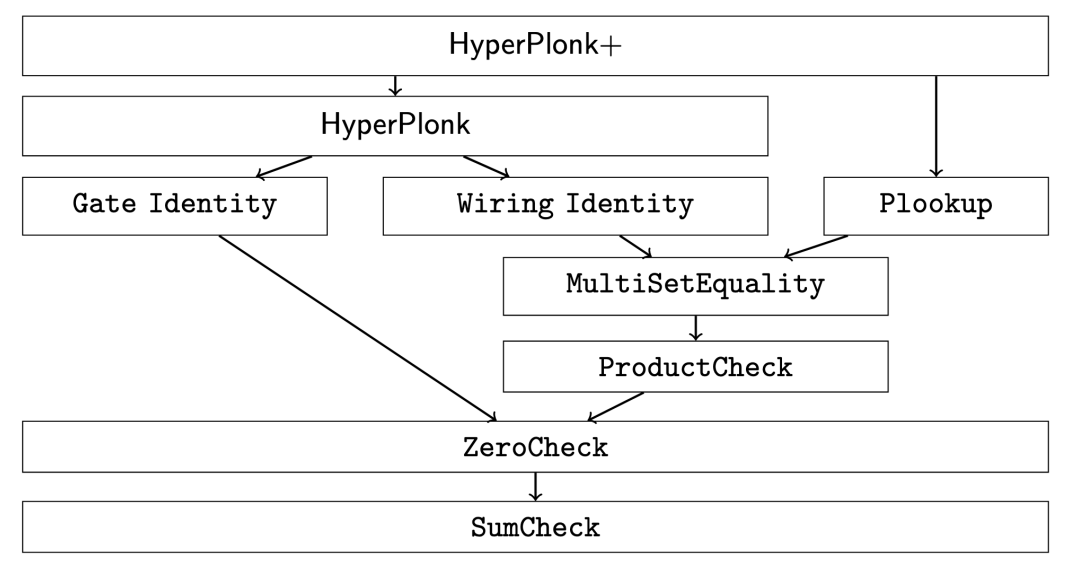 HyperPlonk+
HyperPlonk
Gate Identity
Wiring Identity
Plookup
MultiSetEquality
ProductCheck
ZeroCheck
SumCheck